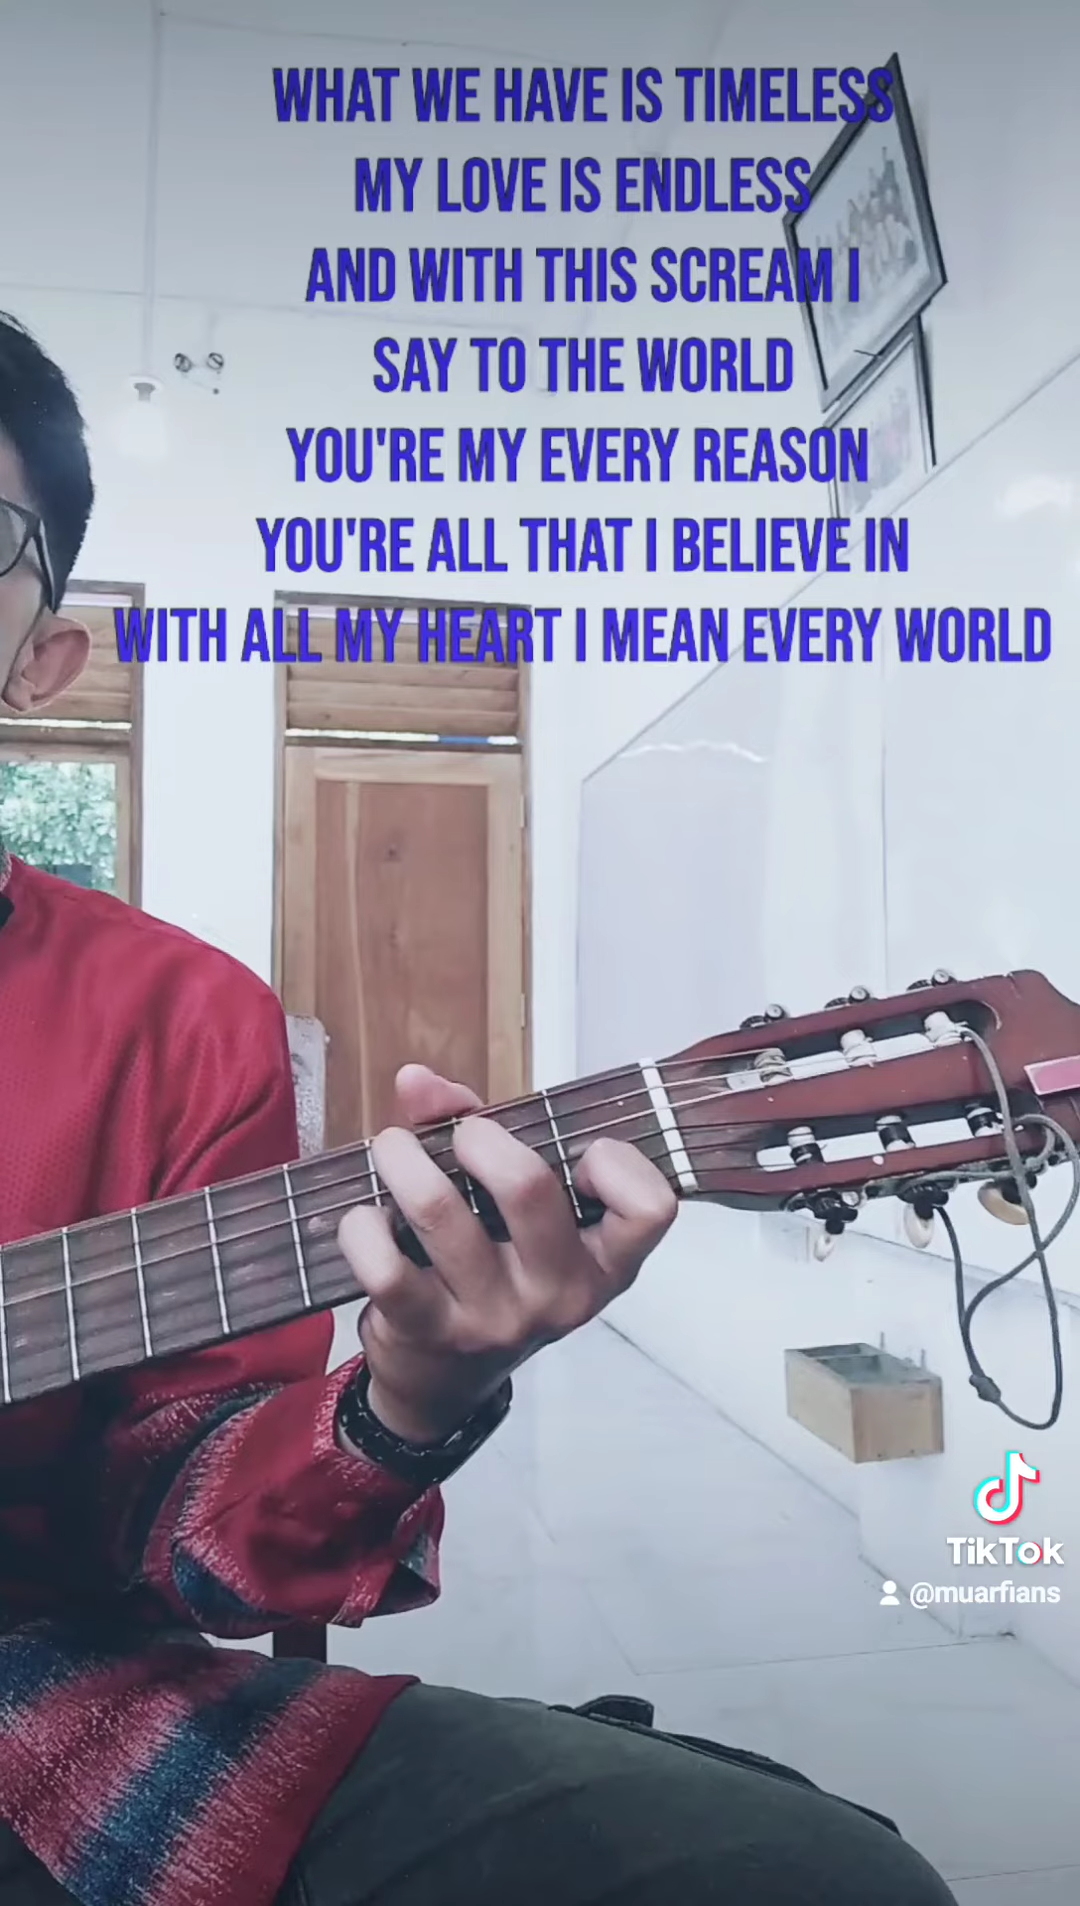 WHAT WE HAVE IS TIMELESS
MY LOVE IS ENDLESS
AND WITH THIS SCREAM I
SAY TO THE WORLD
YOU'RE MY EVERY REASON
YOU'RE ALL THAT I BELIEVE IN
WITH ALL MY HEART I MEAN EVERY WORLD
TikTok
@muarfians